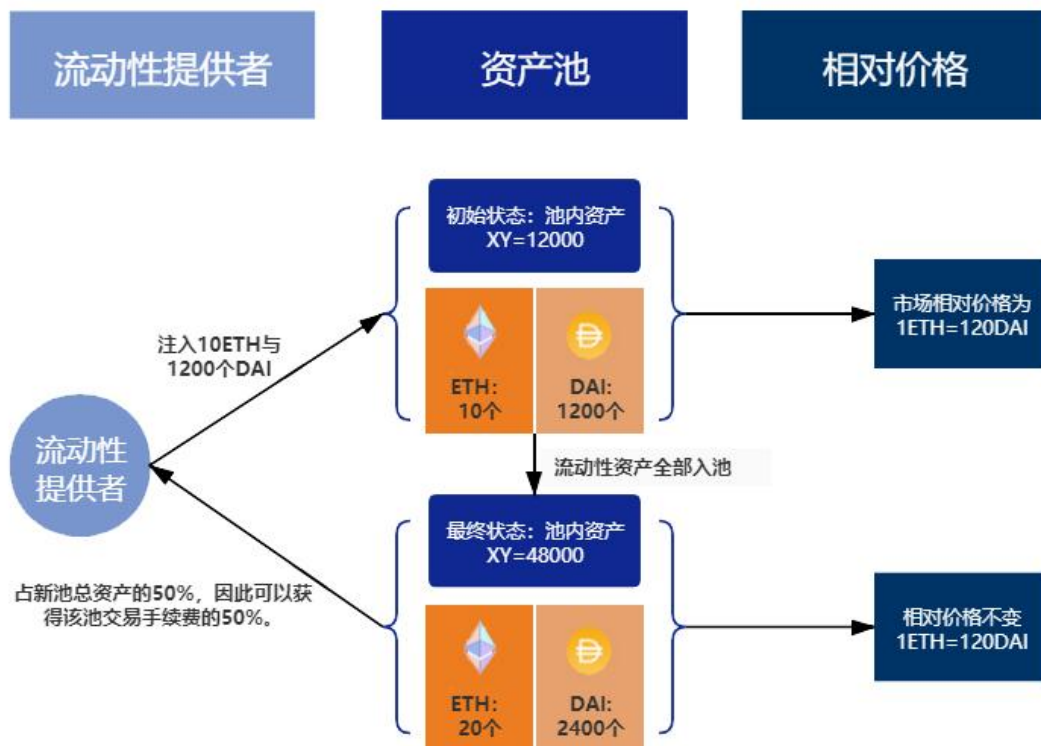 流动性提供者
资产池
相对价格
初始状态：池内资产
XY=12000
市场相对价格为
1ETH=120DAI
注入10ETH与
1200个DAI
ETH：
10个
DAI:
1200个
流动性
提供者
流动性资产全部入池
最终状态：池内资产
XY=48000
占新池总资产的50%，因此可以获
得该池交易手续费的50%。
相对价格不变
1ETH=120DAI
ETH:
20个
DAI:
2400个